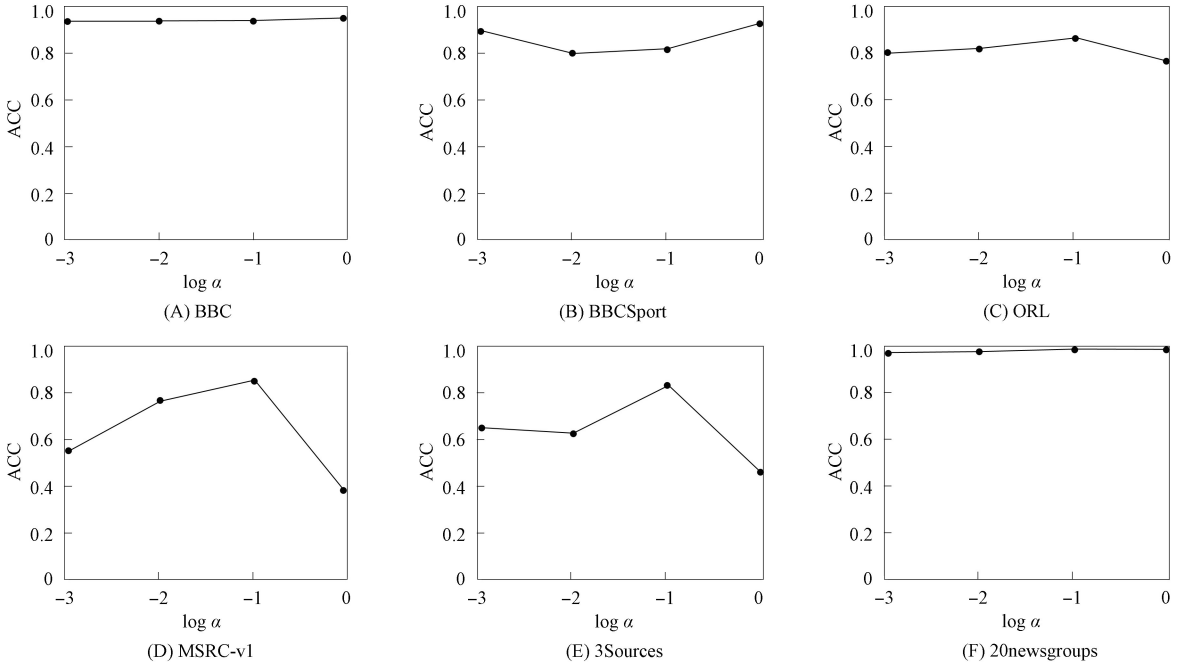 1.0
0.8
0.6
0.4
0.2
0
ACC
−3 −2 −1 0
log α
(A) BBC
1.0
0.8
0.6
0.4
0.2
0
ACC
−3 −2 −1 0
log α
(B) BBCSport
1.0
0.8
0.6
0.4
0.2
0
ACC
−3 −2 −1 0
log α
(C) ORL
1.0
0.8
0.6
0.4
0.2
0
ACC
−3 −2 −1 0
log α
(D) MSRC-v1
1.0
0.8
0.6
0.4
0.2
0
ACC
−3 −2 −1 0
log α
(E) 3Sources
1.0
0.8
0.6
0.4
0.2
0
ACC
−3 −2 −1 0
log α
(F) 20newsgroups